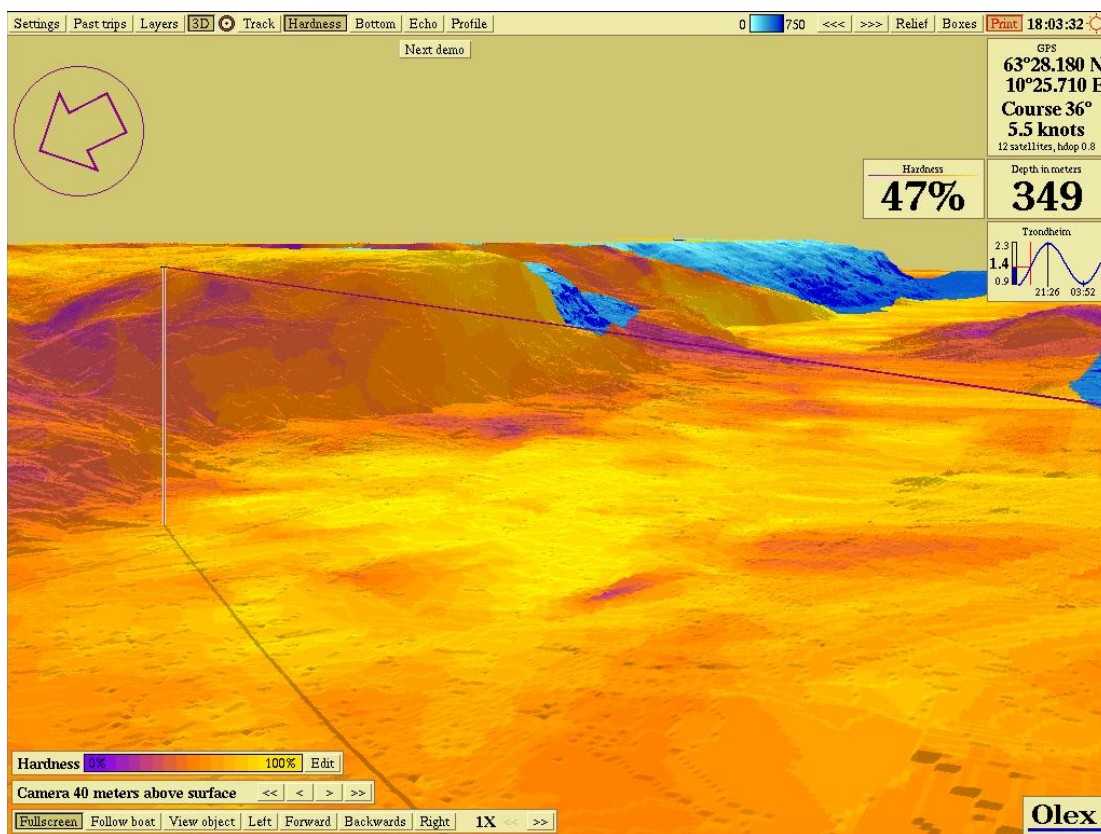 Settings Past trips Layers 3D Track Hardness Bottom Echo Profile 0 750 <<< >>> Relief Boxes Print 18:03:32
Next demo
GPS
63°28.180 N
10°25.710 E
Course 36°
5.5 knots
12 satellites, hdop 0.8
Hardness
47%
Depth in meters
349
Trondheim
2.3
1.4
0.9
21:26 03:52
Hardness 0% 100% Edit
Camera 40 meters above surface << < > >>
Fullscreen Follow boat View object Left Forward Backwards Right 1X << >>
Olex